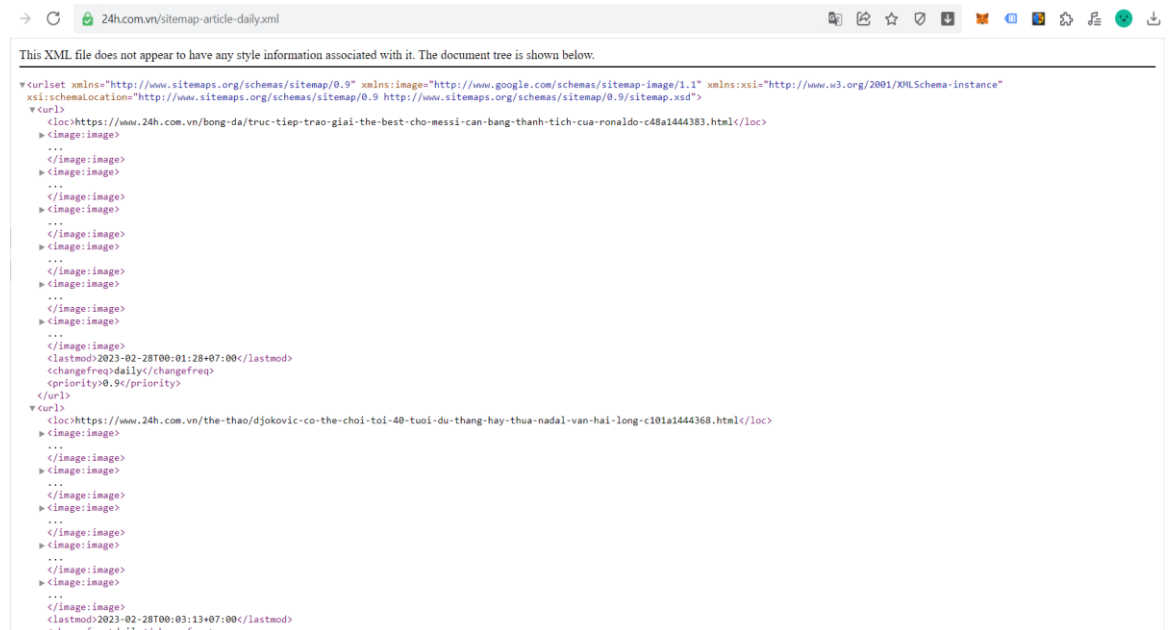 24h.com.vn/sitemap-article-daily.xml
This XML file does not appear to have any style information associated with it. The document tree is shown below.
▼<urlset xmlns="http://www.sitemaps.org/schemas/sitemap/0.9" xmlns:image="http://www.google.com/schemas/sitemap-image/1.1" xmlns:xsi="http://www.w3.org/2001/XMLSchema-instance"
xsi:schemaLocation="http://www.sitemaps.org/schemas/sitemap/0.9 http://www.sitemaps.org/schemas/sitemap/0.9/sitemap.xsd">
▼<url>
<loc>https://www.24h.com.vn/bong-da/truc-tiep-trao-giai-the-best-cho-messi-can-bang-thanh-tich-cua-ronaldo-c48a1444383.html</loc>
▶<image:image>
...
</image:image>
▶<image:image>
...
</image:image>
▶<image:image>
...
</image:image>
▶<image:image>
...
</image:image>
▶<image:image>
...
</image:image>
▶<image:image>
...
</image:image>
<lastmod>2023-02-28T00:01:28+07:00</lastmod>
<changefreq>daily</changefreq>
<priority>0.9</priority>
</url>
▼<url>
<loc>https://www.24h.com.vn/the-thao/djokovic-co-the-choi-toi-40-tuoi-du-thang-hay-thua-nadal-van-hai-long-c101a1444368.html</loc>
▶<image:image>
...
</image:image>
▶<image:image>
...
</image:image>
▶<image:image>
...
</image:image>
▶<image:image>
...
</image:image>
▶<image:image>
...
</image:image>
<lastmod>2023-02-28T00:03:13+07:00</lastmod>